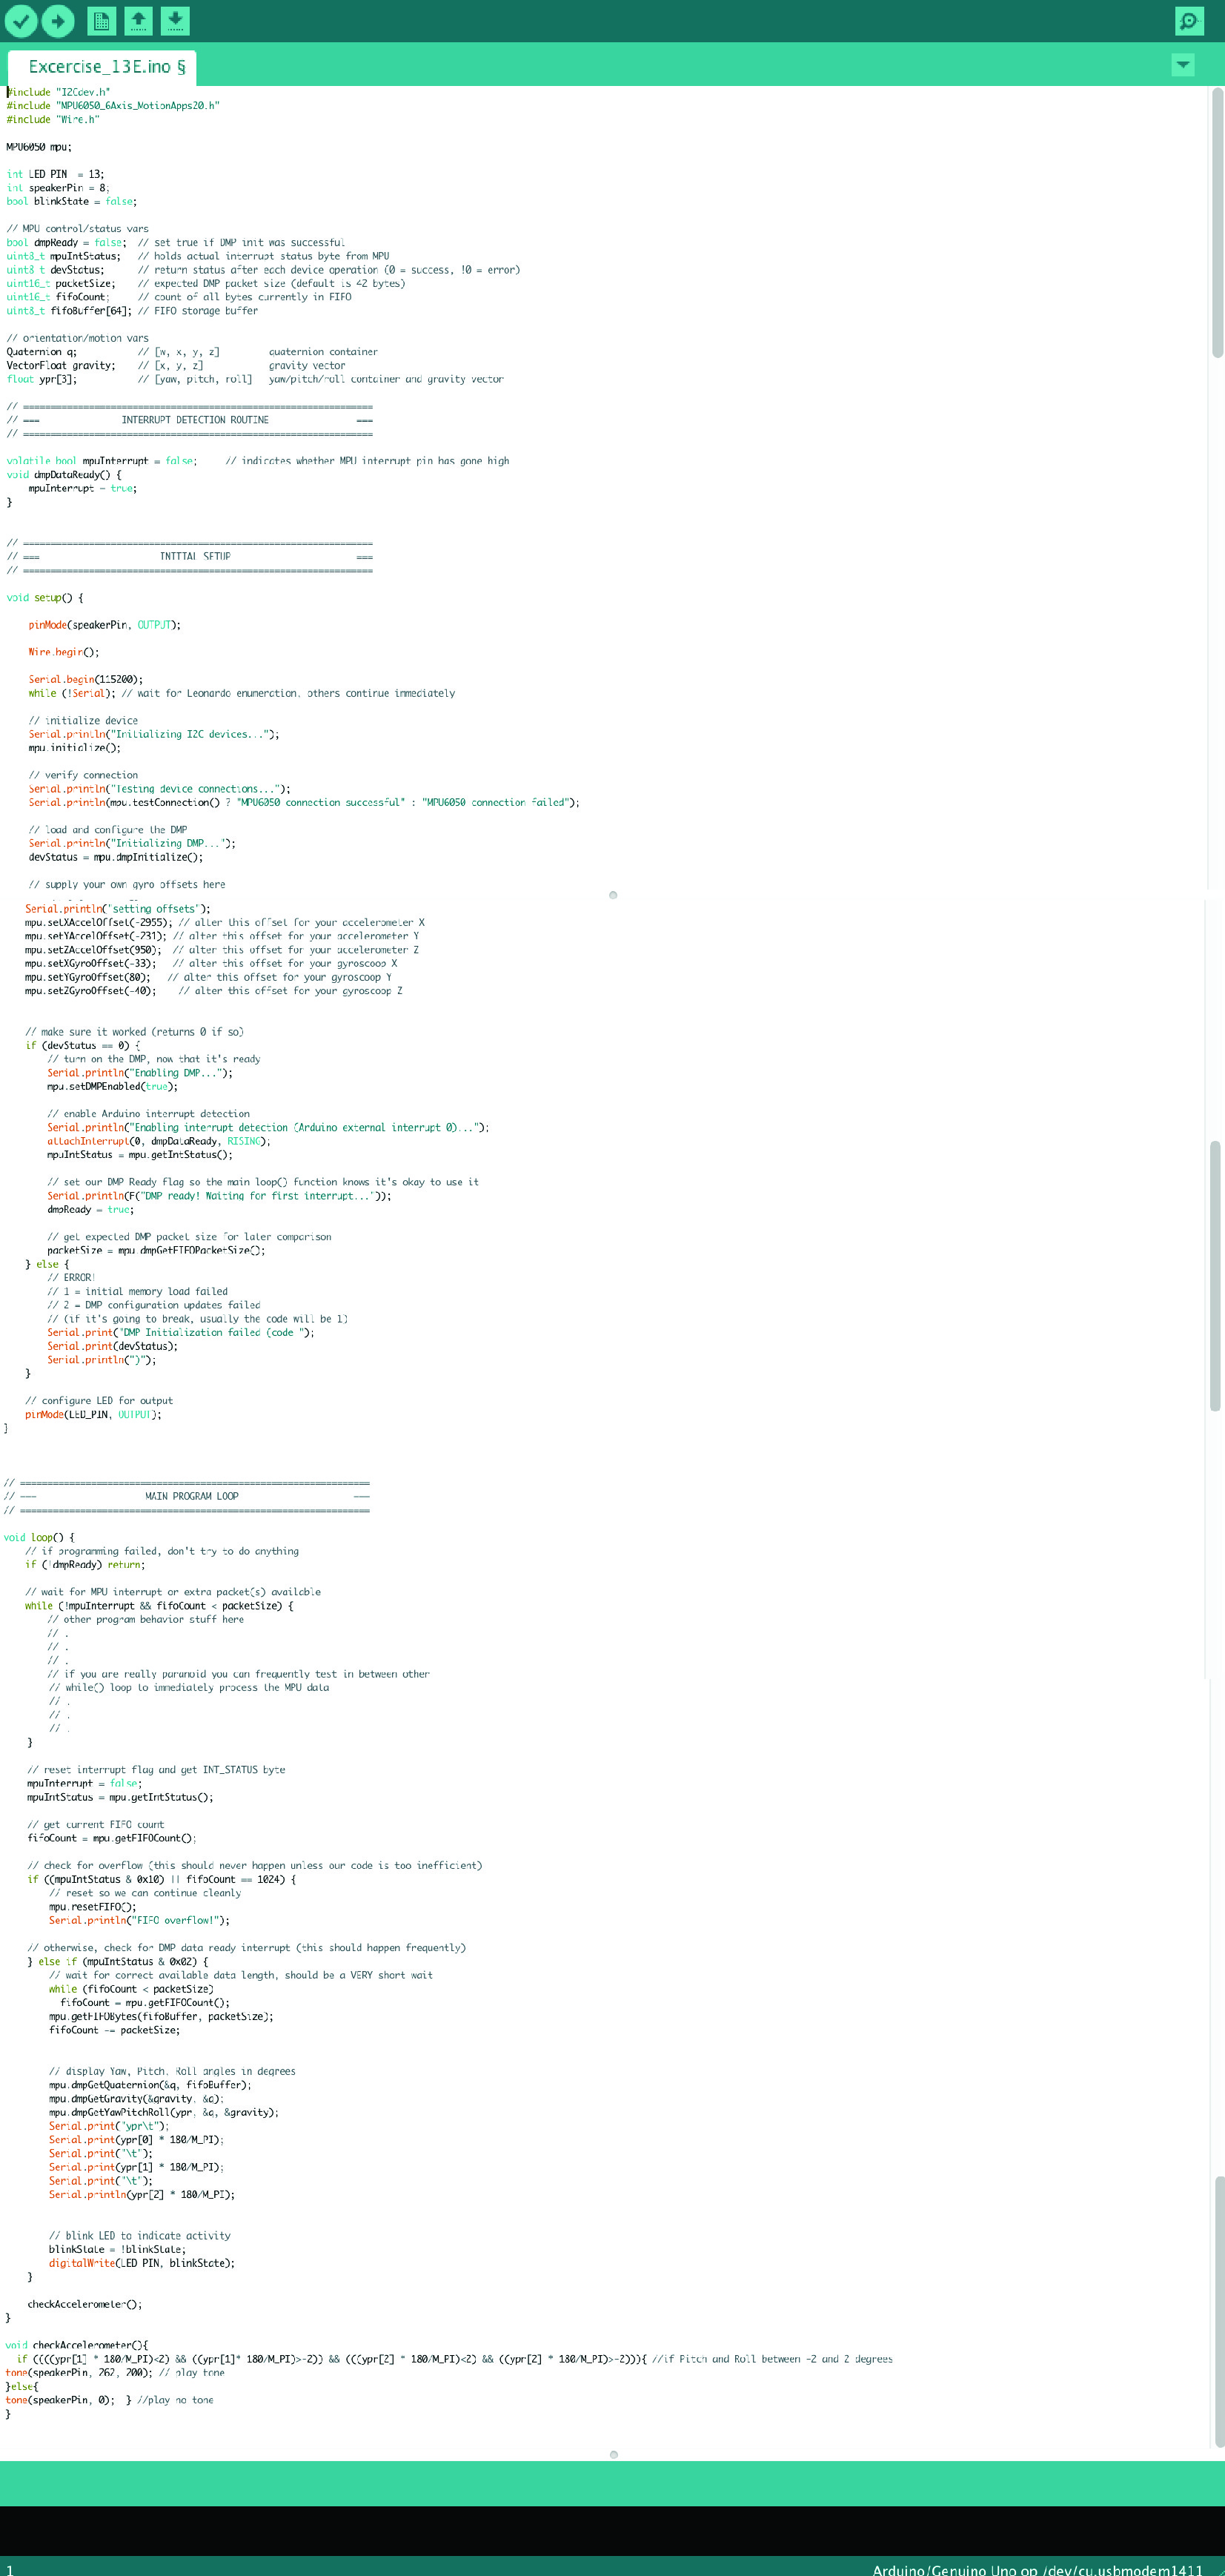 Excercise_13E.ino §
#include "I2Cdev.h"
#include "MPU6050_6Axis_MotionApps20.h"
#include "Wire.h"
MPU6050 mpu;
int LED_PIN  = 13;
int speakerPin = 8;
bool blinkState = false;
// MPU control/status vars
bool dmpReady = false;  // set true if DMP init was successful
uint8_t mpuIntStatus;   // holds actual interrupt status byte from MPU
uint8_t devStatus;      // return status after each device operation (0 = success, !0 = error)
uint16_t packetSize;    // expected DMP packet size (default is 42 bytes)
uint16_t fifoCount;     // count of all bytes currently in FIFO
uint8_t fifoBuffer[64]; // FIFO storage buffer
// orientation/motion vars
Quaternion q;           // [w, x, y, z]         quaternion container
VectorFloat gravity;    // [x, y, z]            gravity vector
float ypr[3];           // [yaw, pitch, roll]   yaw/pitch/roll container and gravity vector
// ================================================================
// ===               INTERRUPT DETECTION ROUTINE                ===
// ================================================================
volatile bool mpuInterrupt = false;     // indicates whether MPU interrupt pin has gone high
void dmpDataReady() {
    mpuInterrupt = true;
}
// ================================================================
// ===                      INITIAL SETUP                       ===
// ================================================================
void setup() {
    pinMode(speakerPin, OUTPUT);
    Wire.begin();
    Serial.begin(115200);
    while (!Serial); // wait for Leonardo enumeration, others continue immediately
    // initialize device
    Serial.println("Initializing I2C devices...");
    mpu.initialize();
    // verify connection
    Serial.println("Testing device connections...");
    Serial.println(mpu.testConnection() ? "MPU6050 connection successful" : "MPU6050 connection failed");
    // load and configure the DMP
    Serial.println("Initializing DMP...");
    devStatus = mpu.dmpInitialize();
    // supply your own gyro offsets here
    Serial.println("setting offsets");
    mpu.setXAccelOffset(-2955); // alter this offset for your accelerometer X
    mpu.setYAccelOffset(-231); // alter this offset for your accelerometer Y
    mpu.setZAccelOffset(950);  // alter this offset for your accelerometer Z
    mpu.setXGyroOffset(-33);   // alter this offset for your gyroscoop X
    mpu.setYGyroOffset(80);   // alter this offset for your gyroscoop Y
    mpu.setZGyroOffset(-40);    // alter this offset for your gyroscoop Z
    // make sure it worked (returns 0 if so)
    if (devStatus == 0) {
        // turn on the DMP, now that it's ready
        Serial.println("Enabling DMP...");
        mpu.setDMPEnabled(true);
        // enable Arduino interrupt detection
        Serial.println("Enabling interrupt detection (Arduino external interrupt 0)...");
        attachInterrupt(0, dmpDataReady, RISING);
        mpuIntStatus = mpu.getIntStatus();
        // set our DMP Ready flag so the main loop() function knows it's okay to use it
        Serial.println(F("DMP ready! Waiting for first interrupt..."));
        dmpReady = true;
        // get expected DMP packet size for later comparison
        packetSize = mpu.dmpGetFIFOPacketSize();
    } else {
        // ERROR!
        // 1 = initial memory load failed
        // 2 = DMP configuration updates failed
        // (if it's going to break, usually the code will be 1)
        Serial.print("DMP Initialization failed (code ");
        Serial.print(devStatus);
        Serial.println(")");
    }
    // configure LED for output
    pinMode(LED_PIN, OUTPUT);
}
// ================================================================
// ===                    MAIN PROGRAM LOOP                     ===
// ================================================================
void loop() {
    // if programming failed, don't try to do anything
    if (!dmpReady) return;
    // wait for MPU interrupt or extra packet(s) available
    while (!mpuInterrupt && fifoCount < packetSize) {
        // other program behavior stuff here
        // .
        // .
        // .
        // if you are really paranoid you can frequently test in between other
        // while() loop to immediately process the MPU data
        // .
        // .
        // .
    }
    // reset interrupt flag and get INT_STATUS byte
    mpuInterrupt = false;
    mpuIntStatus = mpu.getIntStatus();
    // get current FIFO count
    fifoCount = mpu.getFIFOCount();
    // check for overflow (this should never happen unless our code is too inefficient)
    if ((mpuIntStatus & 0x10) || fifoCount == 1024) {
        // reset so we can continue cleanly
        mpu.resetFIFO();
        Serial.println("FIFO overflow!");
    // otherwise, check for DMP data ready interrupt (this should happen frequently)
    } else if (mpuIntStatus & 0x02) {
        // wait for correct available data length, should be a VERY short wait
        while (fifoCount < packetSize)
          fifoCount = mpu.getFIFOCount();
        mpu.getFIFOBytes(fifoBuffer, packetSize);
        fifoCount -= packetSize;
        // display Yaw, Pitch, Roll angles in degrees
        mpu.dmpGetQuaternion(&q, fifoBuffer);
        mpu.dmpGetGravity(&gravity, &q);
        mpu.dmpGetYawPitchRoll(ypr, &q, &gravity);
        Serial.print("ypr\t");
        Serial.print(ypr[0] * 180/M_PI);
        Serial.print("\t");
        Serial.print(ypr[1] * 180/M_PI);
        Serial.print("\t");
        Serial.println(ypr[2] * 180/M_PI);
        // blink LED to indicate activity
        blinkState = !blinkState;
        digitalWrite(LED_PIN, blinkState);
    }
    checkAccelerometer();
}
void checkAccelerometer(){
  if ((((ypr[1] * 180/M_PI)<2) && ((ypr[1]* 180/M_PI)>-2)) && (((ypr[2] * 180/M_PI)<2) && ((ypr[2] * 180/M_PI)>-2))){ //if Pitch and Roll between -2 and 2 degrees
tone(speakerPin, 262, 200); // play tone
}else{
tone(speakerPin, 0);  } //play no tone
}
1
Arduino/Genuino Uno op /dev/cu.usbmodem1411